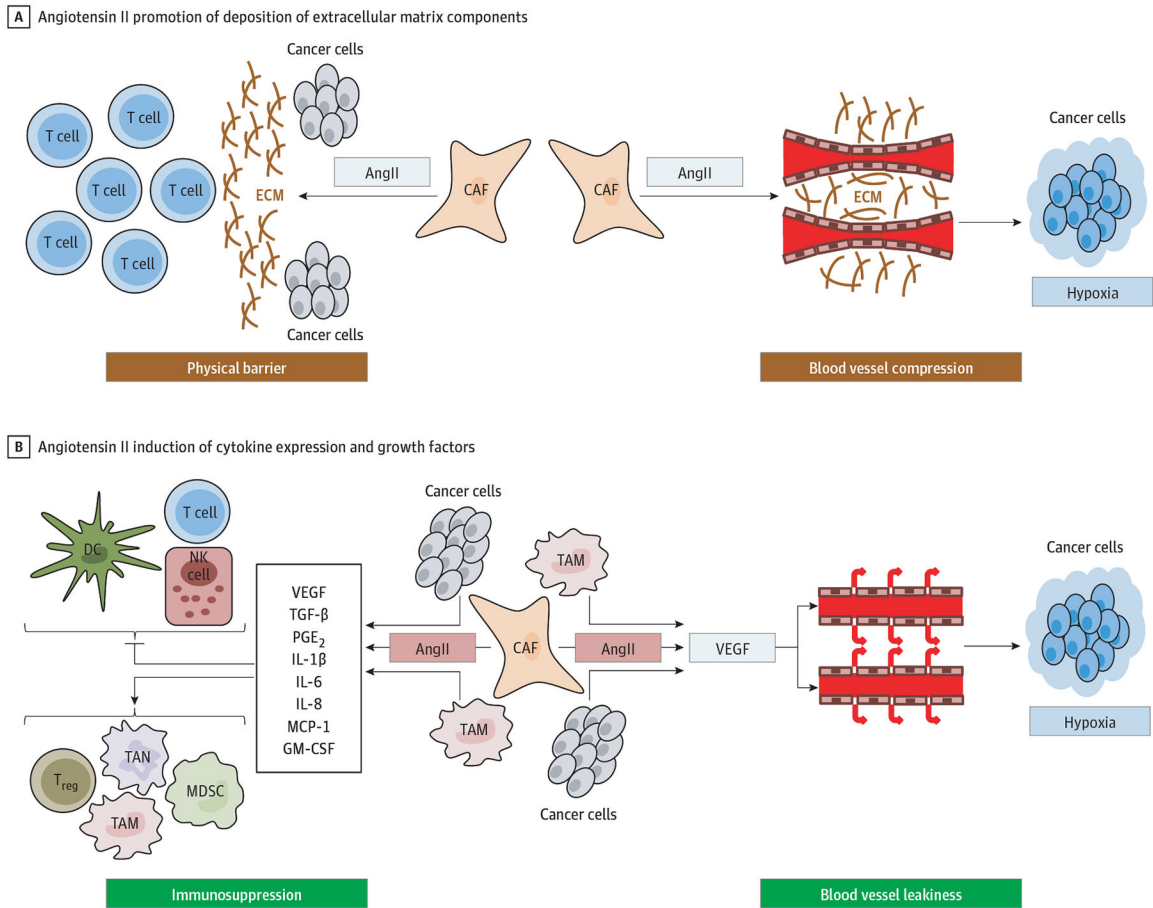 A Angiotensin II promotion of deposition of extracellular matrix components
Cancer cells
T cell
T cell
T cell
T cell
T cell
T cell
ECM
AngII
CAF
Cancer cells
Physical barrier
CAF
AngII
ECM
Cancer cells
Hypoxia
Blood vessel compression
B Angiotensin II induction of cytokine expression and growth factors
DC
T cell
NK
cell
VEGF
TGF-β
PGE₂
IL-1β
IL-6
IL-8
MCP-1
GM-CSF
Treg
TAN
MDSC
TAM
Immunosuppression
Cancer cells
TAM
AngII
CAF
AngII
TAM
Cancer cells
VEGF
Cancer cells
Hypoxia
Blood vessel leakiness